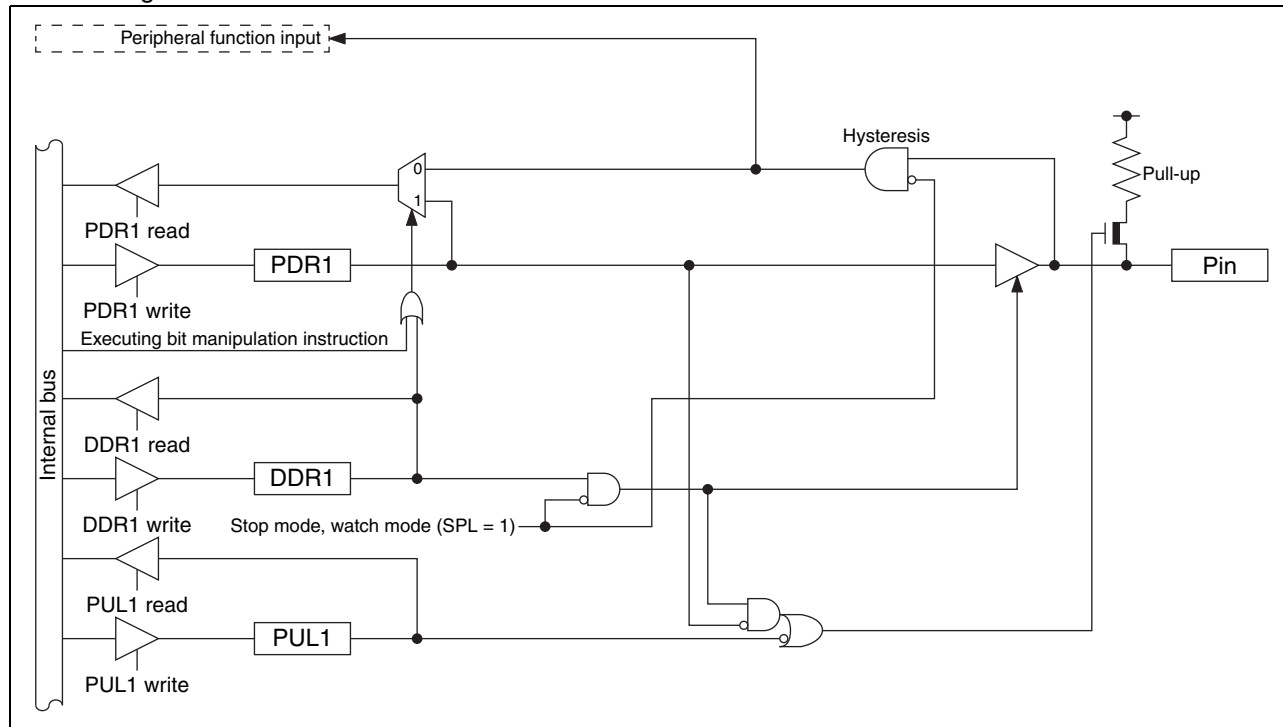 Peripheral function input
Hysteresis
0
Pull-up
1
PDR1 read
PDR1
Pin
PDR1 write
Executing bit manipulation instruction
Internal bus
DDR1 read
DDR1
DDR1 write
Stop mode, watch mode (SPL = 1)
PUL1 read
PUL1
PUL1 write